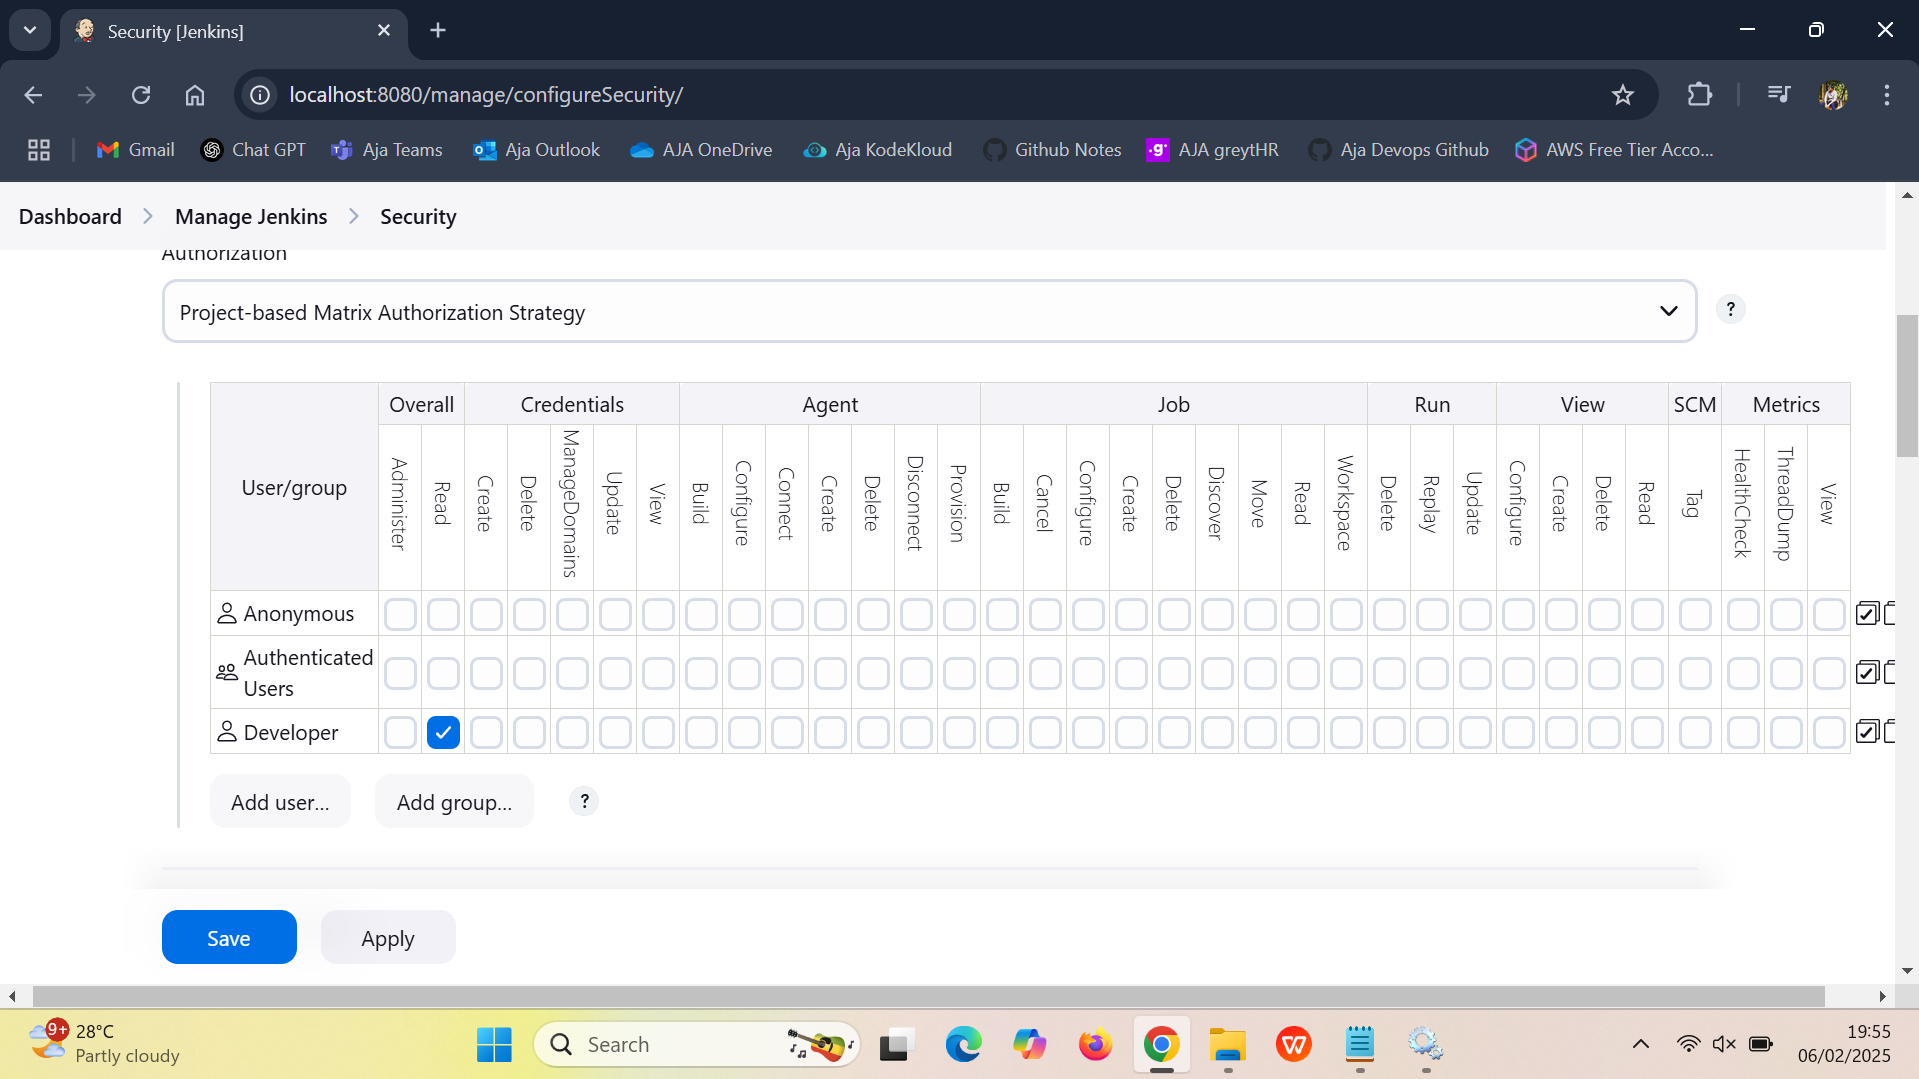 Security [Jenkins]
localhost:8080/manage/configureSecurity/
Gmail
Chat GPT
Aja Teams
Aja Outlook
AJA OneDrive
Aja KodeKloud
Github Notes
AJA greytHR
Aja Devops Github
AWS Free Tier Acco...
Dashboard
Manage Jenkins
Security
Authorization
Project-based Matrix Authorization Strategy
?
User/group
Overall
Credentials
Agent
Job
Run
View
SCM
Metrics
Administer
Read
Create
Delete
ManageDomains
Update
View
Build
Configure
Connect
Create
Delete
Disconnect
Provision
Build
Cancel
Configure
Create
Delete
Discover
Move
Read
Workspace
Delete
Replay
Update
Configure
Create
Delete
Read
Tag
HealthCheck
ThreadDump
View
Anonymous
Authenticated
Users
Developer
Add user...
Add group...
?
Save
Apply
9+
28°C
Partly cloudy
Search
19:55
06/02/2025